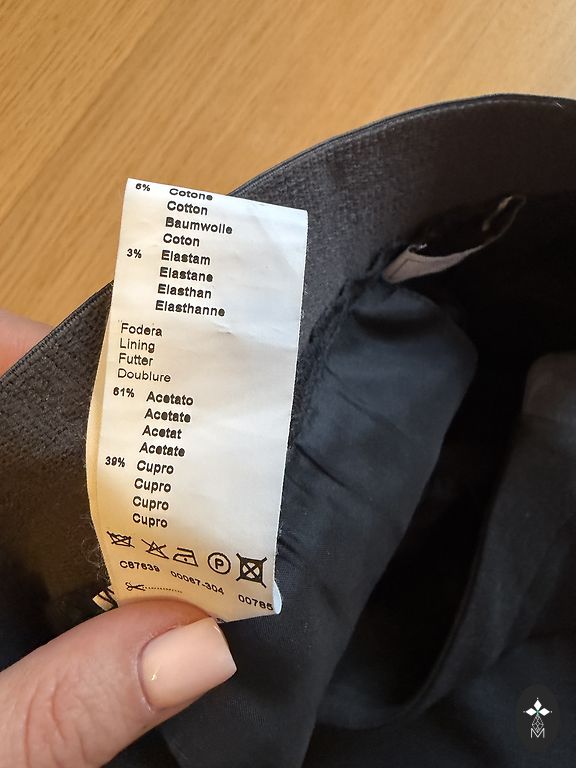 6% Cotone
Cotton
Baumwolle
Coton
3% Elastam
Elastane
Elasthan
Elasthanne
Fodera
Lining
Futter
Doublure
61% Acetato
Acetate
Acetat
Acetate
39% Cupro
Cupro
Cupro
Cupro
P
C87639 00067-304 00786
M